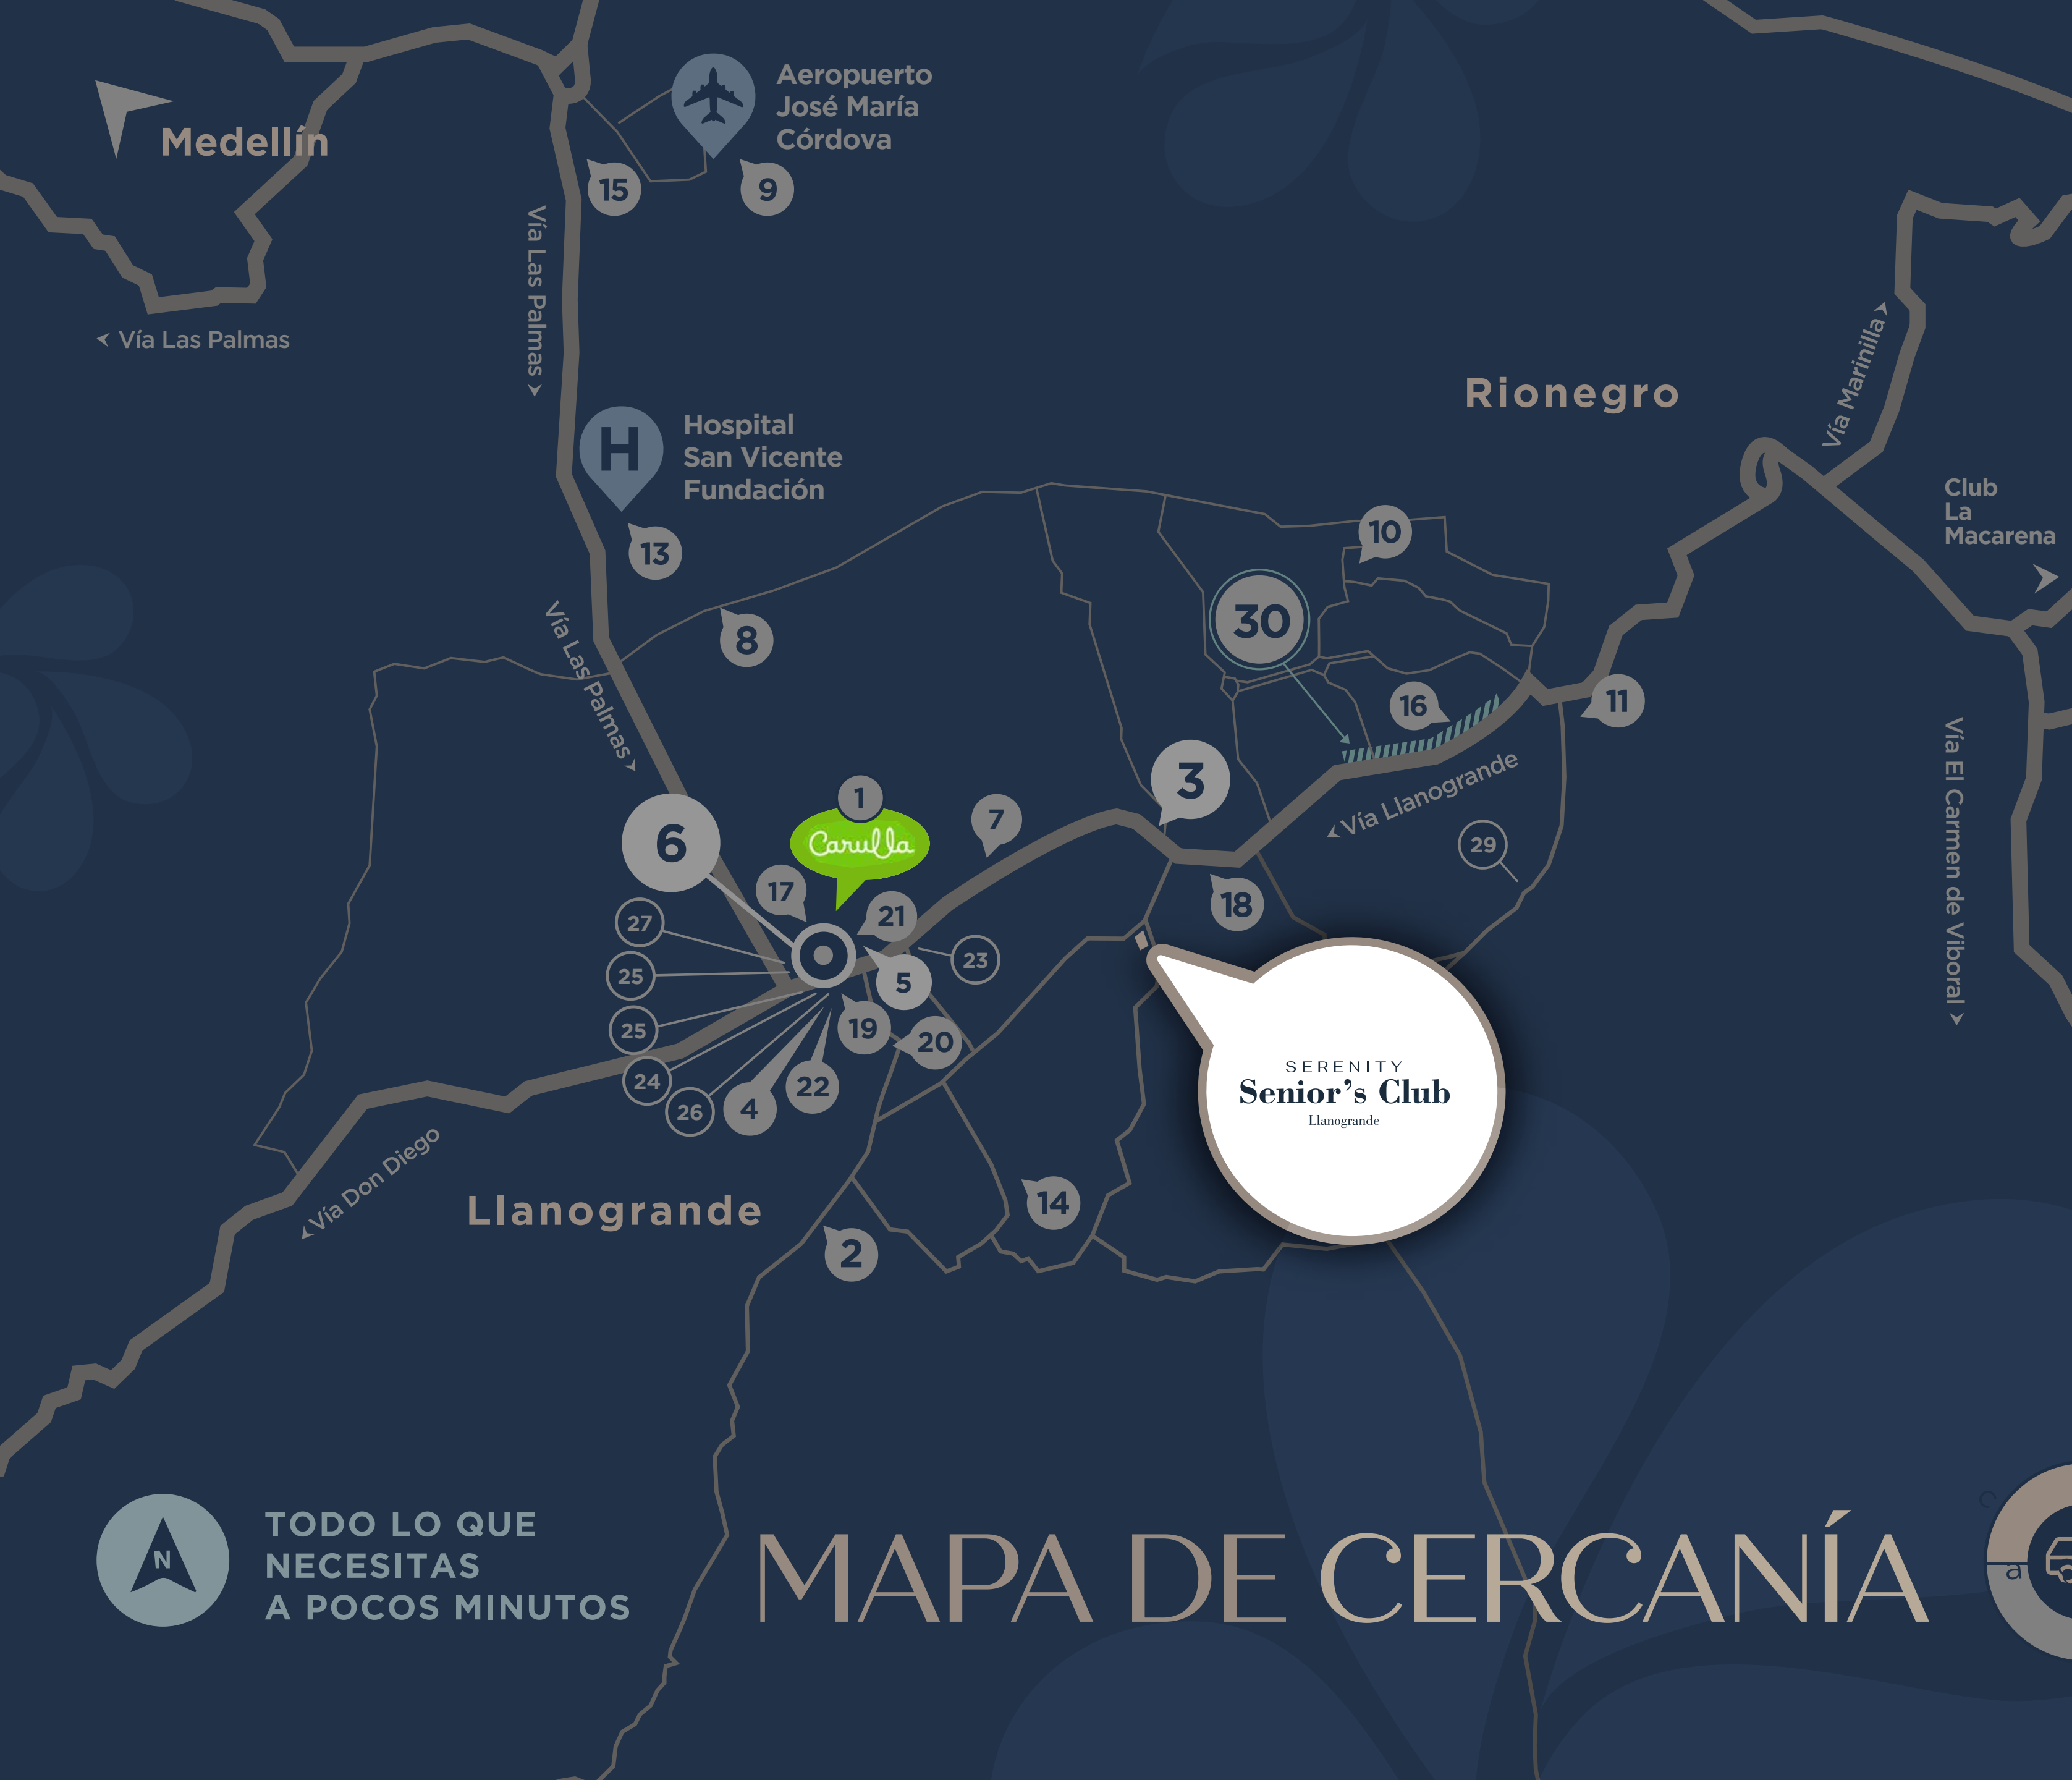 Aeropuerto
José María
Córdova
Medellín
15
9
Vía Las Palmas
Vía Las Palmas
Rionegro
Vía Marinilla
H
Hospital
San Vicente
Fundación
13
Club
La
Macarena
10
30
8
Vía Las Palmas
16
11
Vía El Carmen de Viboral
3
Vía Llanogrande
1
Carulla
7
6
29
17
21
18
27
23
25
5
25
19
20
24
22
26
4
SERENITY
Senior's Club
Llanogrande
Vía Don Diego
Llanogrande
14
2
N
TODO LO QUE
NECESITAS
A POCOS MINUTOS
MAPA DE CERCANÍA
a